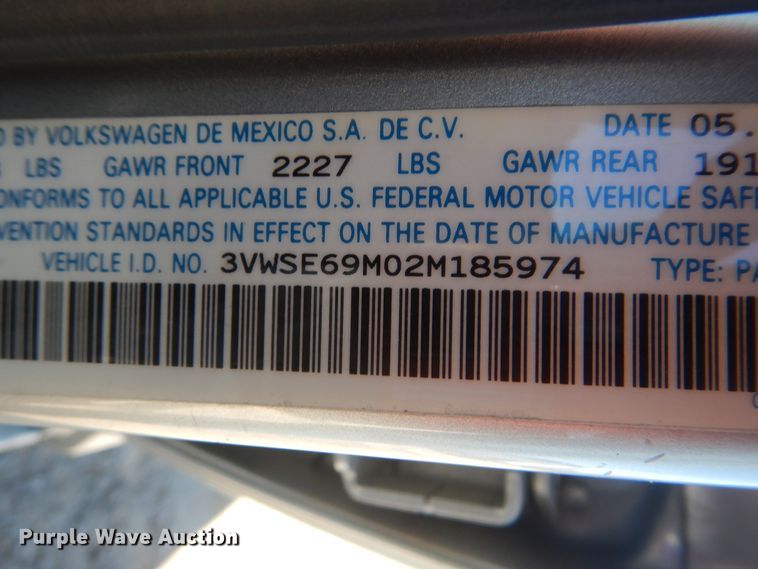 BY VOLKSWAGEN DE MEXICO S.A. DE C.V. DATE 05.
LBS GAWR FRONT 2227 LBS GAWR REAR 191
ONFORMS TO ALL APPLICABLE U.S. FEDERAL MOTOR VEHICLE SAFE
VENTION STANDARDS IN EFFECT ON THE DATE OF MANUFACTURE
VEHICLE I.D. NO. 3VWSE69M02M185974 TYPE: PA
Purple Wave Auction